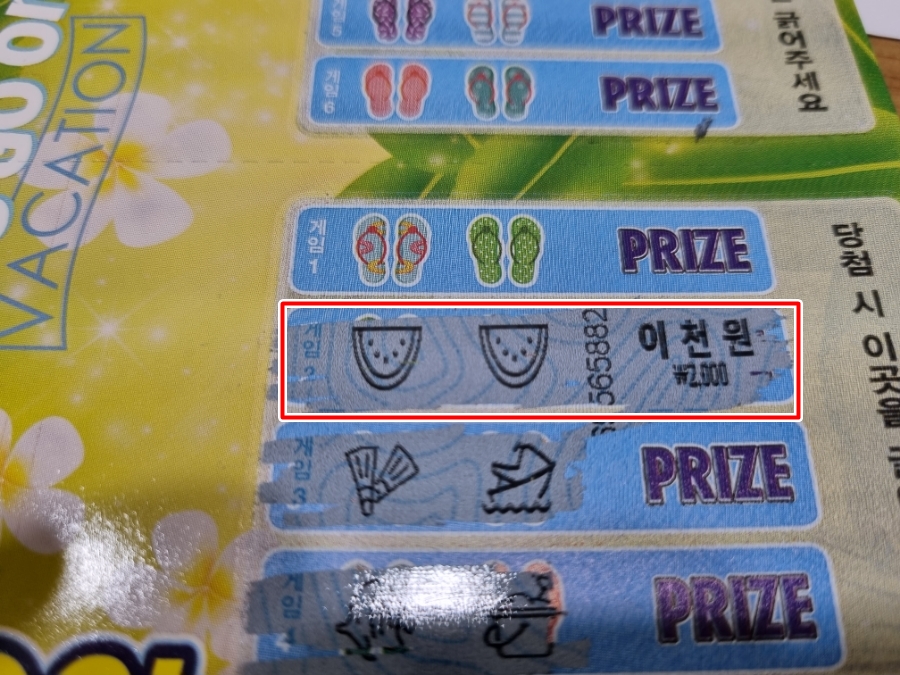 GO
VACATION
게임
5
PRIZE
게임
6
PRIZE
긁어주세요
게임
1
PRIZE
당첨 시 이곳을
게임
2
565882
이천원
₩2,000
게임
3
PRIZE
게임
4
PRIZE